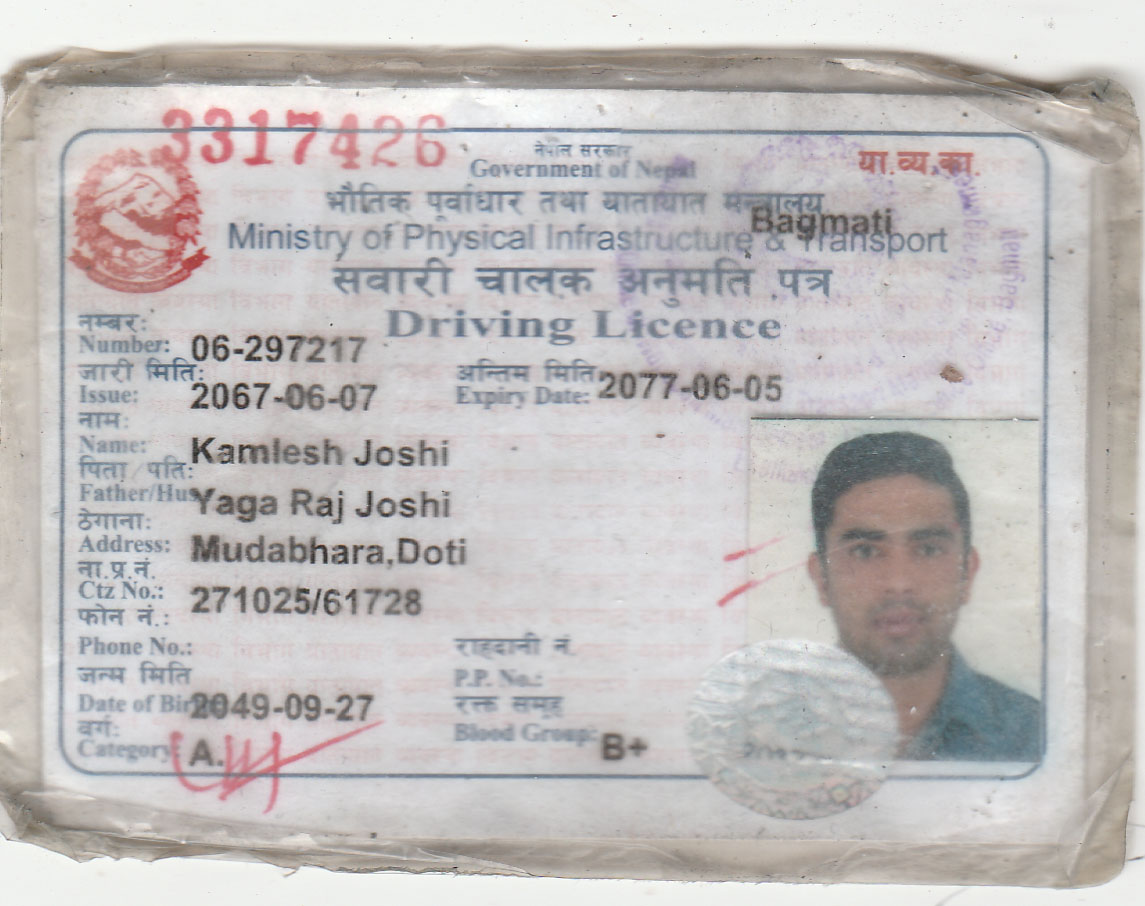 3317426
नेपाल सरकार
Government of Nepal
या.व्य.का.
भौतिक पूर्वाधार तथा यातायात मन्त्रालय
Bagmati
Ministry of Physical Infrastructure & Transport
सवारी चालक अनुमति पत्र
Driving Licence
नम्बर:
Number: 06-297217
जारी मिति: अन्तिम मिति:
Issue: 2067-06-07 Expiry Date: 2077-06-05
नाम:
Name: Kamlesh Joshi
पिता/पति:
Father/Hus Yaga Raj Joshi
ठेगाना:
Address: Mudabhara,Doti
ना.प्र.नं.
Ctz No.: 271025/61728
फोन नं.:
Phone No.: राहदानी नं.
जन्म मिति P.P. No.:
Date of Birth 2049-09-27 रक्त समूह
वर्ग: Blood Group: B+
Category: A.